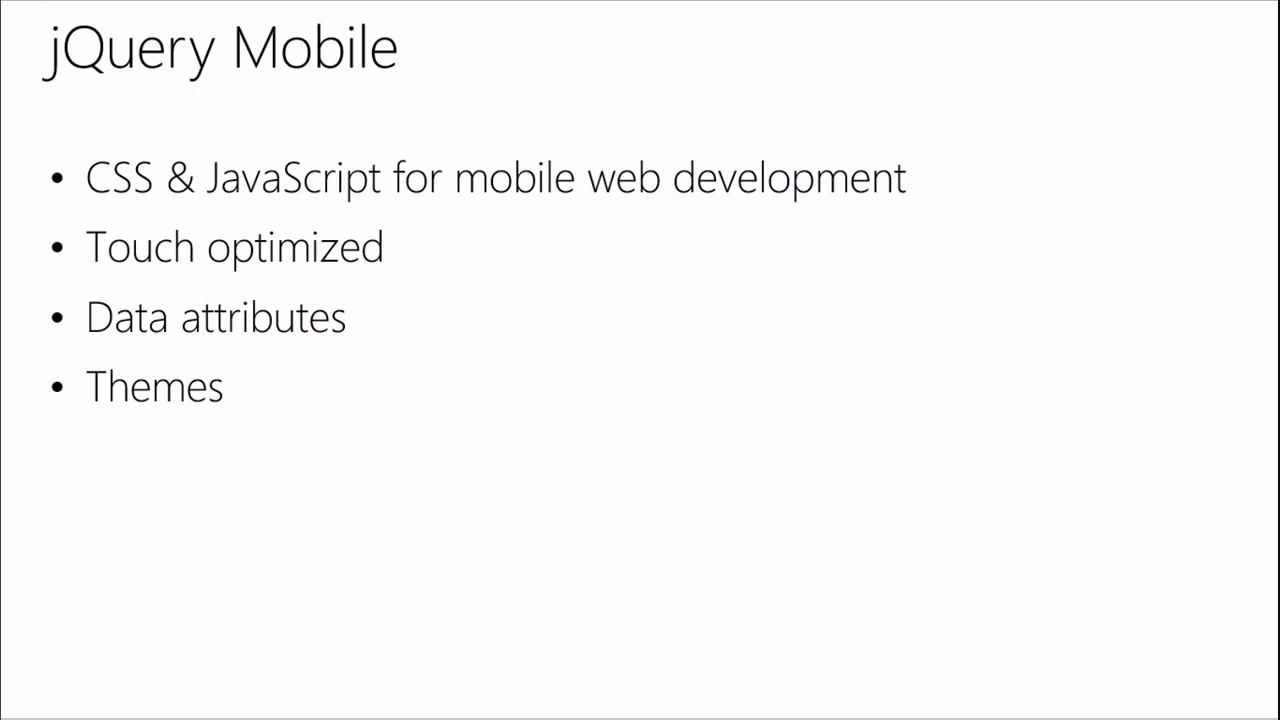 jQuery Mobile
• CSS & JavaScript for mobile web development
• Touch optimized
• Data attributes
• Themes